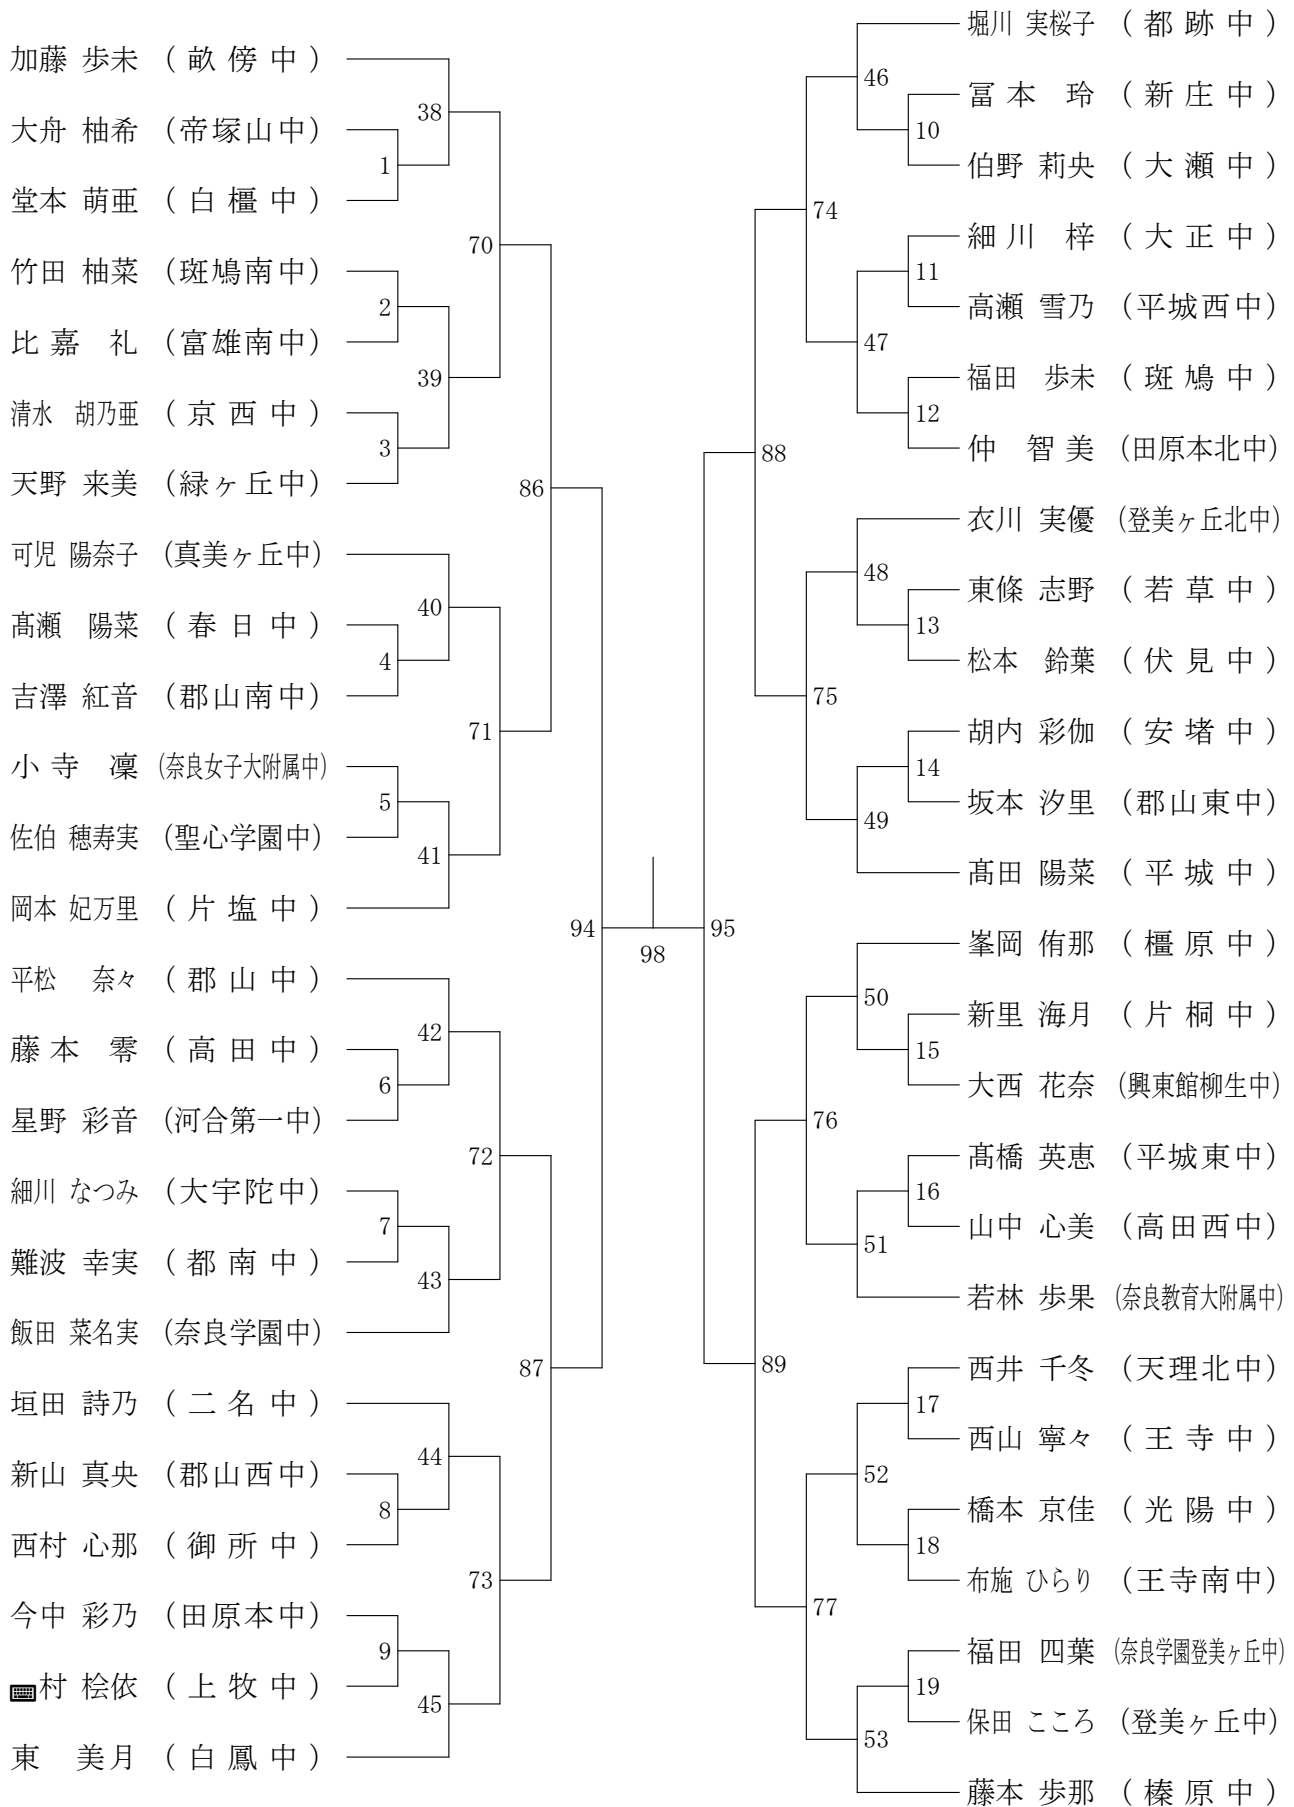 加藤 歩未 (畝傍中)
大舟 柚希 (帝塚山中)
堂本 萌亜 (白橿中)
竹田 柚菜 (斑鳩南中)
比嘉 礼 (富雄南中)
清水 胡乃亜 (京西中)
天野 来美 (緑ヶ丘中)
可児 陽奈子 (真美ヶ丘中)
髙瀬 陽菜 (春日中)
吉澤 紅音 (郡山南中)
小寺 凜 (奈良女子大附属中)
佐伯 穂寿実 (聖心学園中)
岡本 妃万里 (片塩中)
平松 奈々 (郡山中)
藤本 零 (高田中)
星野 彩音 (河合第一中)
細川 なつみ (大宇陀中)
難波 幸実 (都南中)
飯田 菜名実 (奈良学園中)
垣田 詩乃 (二名中)
新山 真央 (郡山西中)
西村 心那 (御所中)
今中 彩乃 (田原本中)
村 桧依 (上牧中)
東 美月 (白鳳中)
38
1
70
2
39
3
86
40
4
71
5
41
94
42
6
72
7
43
87
44
8
73
9
45
98
95
88
74
46
10
11
47
12
48
13
75
14
49
50
15
76
16
51
89
17
52
18
77
19
53
堀川 実桜子 (都跡中)
冨本 玲 (新庄中)
伯野 莉央 (大瀬中)
細川 梓 (大正中)
高瀬 雪乃 (平城西中)
福田 歩未 (斑鳩中)
仲 智美 (田原本北中)
衣川 実優 (登美ヶ丘北中)
東條 志野 (若草中)
松本 鈴葉 (伏見中)
胡内 彩伽 (安堵中)
坂本 汐里 (郡山東中)
髙田 陽菜 (平城中)
峯岡 侑那 (橿原中)
新里 海月 (片桐中)
大西 花奈 (興東館柳生中)
髙橋 英恵 (平城東中)
山中 心美 (高田西中)
若林 歩果 (奈良教育大附属中)
西井 千冬 (天理北中)
西山 寧々 (王寺中)
橋本 京佳 (光陽中)
布施 ひらり (王寺南中)
福田 四葉 (奈良学園登美ヶ丘中)
保田 こころ (登美ヶ丘中)
藤本 歩那 (榛原中)